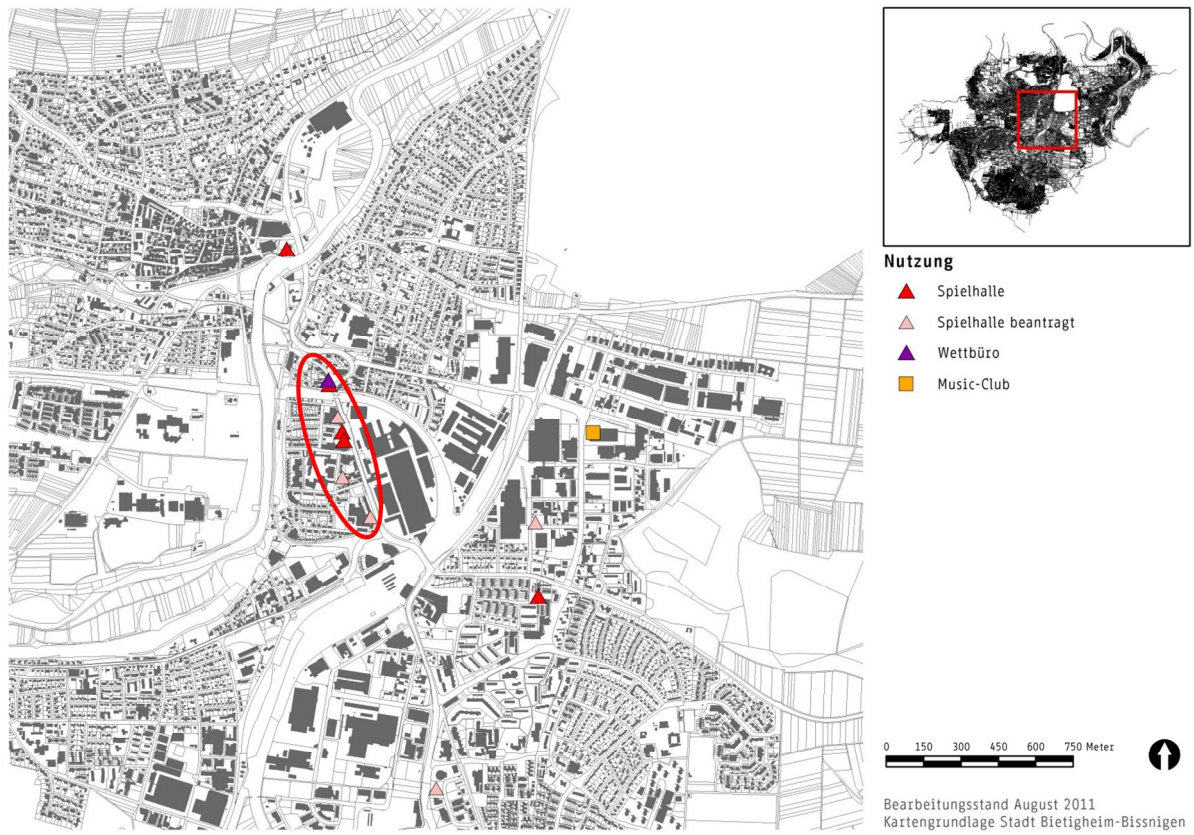 Nutzung
Spielhalle
Spielhalle beantragt
Wettbüro
Music-Club
0 150 300 450 600 750 Meter
Bearbeitungsstand August 2011
Kartengrundlage Stadt Bietigheim-Bissnigen